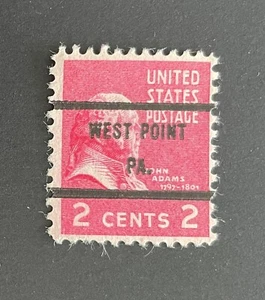 UNITED
STATES
POSTAGE
WEST POINT
PA.
JOHN
ADAMS
1797-1801
2 CENTS 2